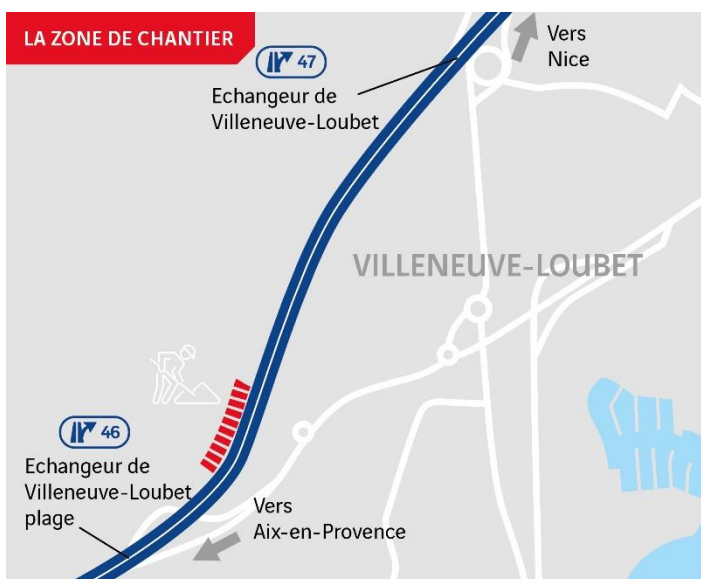 LA ZONE DE CHANTIER
47
Echangeur de
Villeneuve-Loubet
Vers
Nice
VILLENEUVE-LOUBET
46
Echangeur de
Villeneuve-Loubet
plage
Vers
Aix-en-Provence